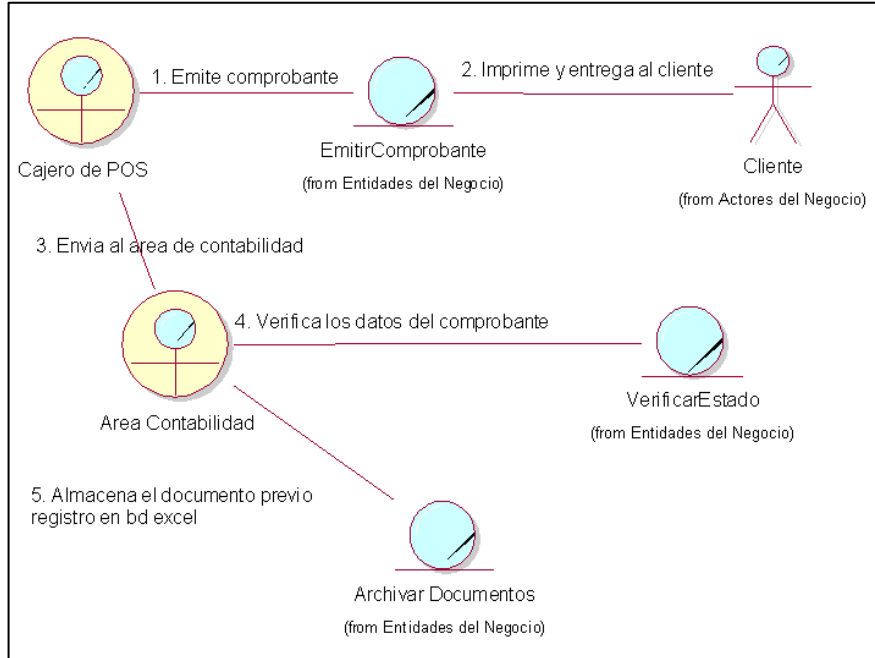 1. Emite comprobante
2. Imprime y entrega al cliente
Cajero de POS
EmitirComprobante
(from Entidades del Negocio)
Cliente
(from Actores del Negocio)
3. Envia al área de contabilidad
4. Verifica los datos del comprobante
Area Contabilidad
VerificarEstado
(from Entidades del Negocio)
5. Almacena el documento previo
registro en bd excel
Archivar Documentos
(from Entidades del Negocio)